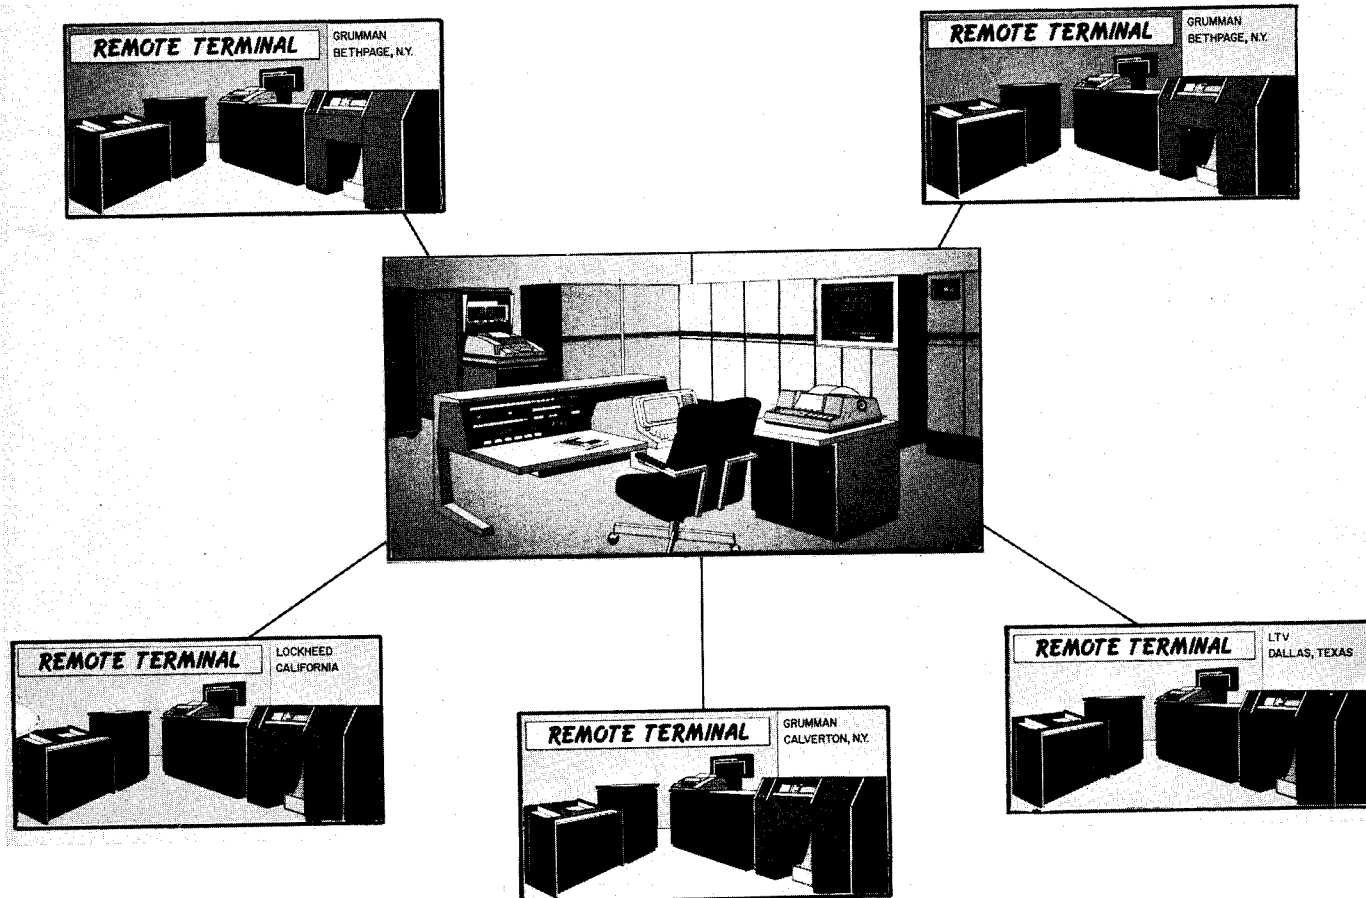 REMOTE TERMINAL
GRUMMAN
BETHPAGE, N.Y.
REMOTE TERMINAL
GRUMMAN
BETHPAGE, N.Y.
REMOTE TERMINAL
LOCKHEED
CALIFORNIA
REMOTE TERMINAL
GRUMMAN
CALVERTON, N.Y.
REMOTE TERMINAL
LTV
DALLAS, TEXAS